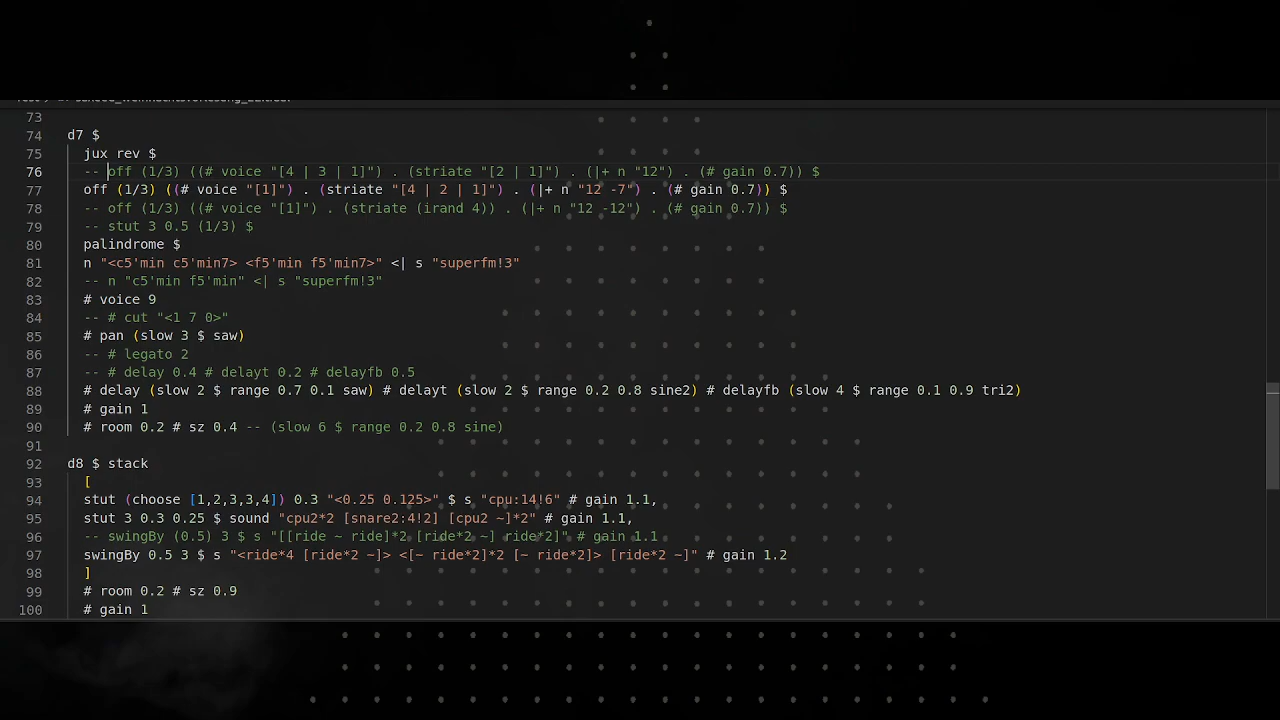 73
74 d7 $
75 jux rev $
76 -- off (1/3) ((# voice "[4 | 3 | 1]") . (striate "[2 | 1]") . (|+ n "12") . (# gain 0.7)) $
77 off (1/3) ((# voice "[1]") . (striate "[4 | 2 | 1]") . (|+ n "12 -7") . (# gain 0.7)) $
78 -- off (1/3) ((# voice "[1]") . (striate (irand 4)) . (|+ n "12 -12") . (# gain 0.7)) $
79 -- stut 3 0.5 (1/3) $
80 palindrome $
81 n "<c5'min c5'min7> <f5'min f5'min7>" <| s "superfm!3"
82 -- n "c5'min f5'min" <| s "superfm!3"
83 # voice 9
84 -- # cut "<1 7 0>"
85 # pan (slow 3 $ saw)
86 -- # legato 2
87 -- # delay 0.4 # delayt 0.2 # delayfb 0.5
88 # delay (slow 2 $ range 0.7 0.1 saw) # delayt (slow 2 $ range 0.2 0.8 sine2) # delayfb (slow 4 $ range 0.1 0.9 tri2)
89 # gain 1
90 # room 0.2 # sz 0.4 -- (slow 6 $ range 0.2 0.8 sine)
91
92 d8 $ stack
93 [
94 stut (choose [1,2,3,3,4]) 0.3 "<0.25 0.125>" $ s "cpu:14!6" # gain 1.1,
95 stut 3 0.3 0.25 $ sound "cpu2*2 [snare2:4!2] [cpu2 ~]*2" # gain 1.1,
96 -- swingBy (0.5) 3 $ s "[[ride ~ ride]*2 [ride*2 ~] ride*2]" # gain 1.1
97 swingBy 0.5 3 $ s "<ride*4 [ride*2 ~]> <[~ ride*2]*2 [~ ride*2]> [ride*2 ~]" # gain 1.2
98 ]
99 # room 0.2 # sz 0.9
100 # gain 1